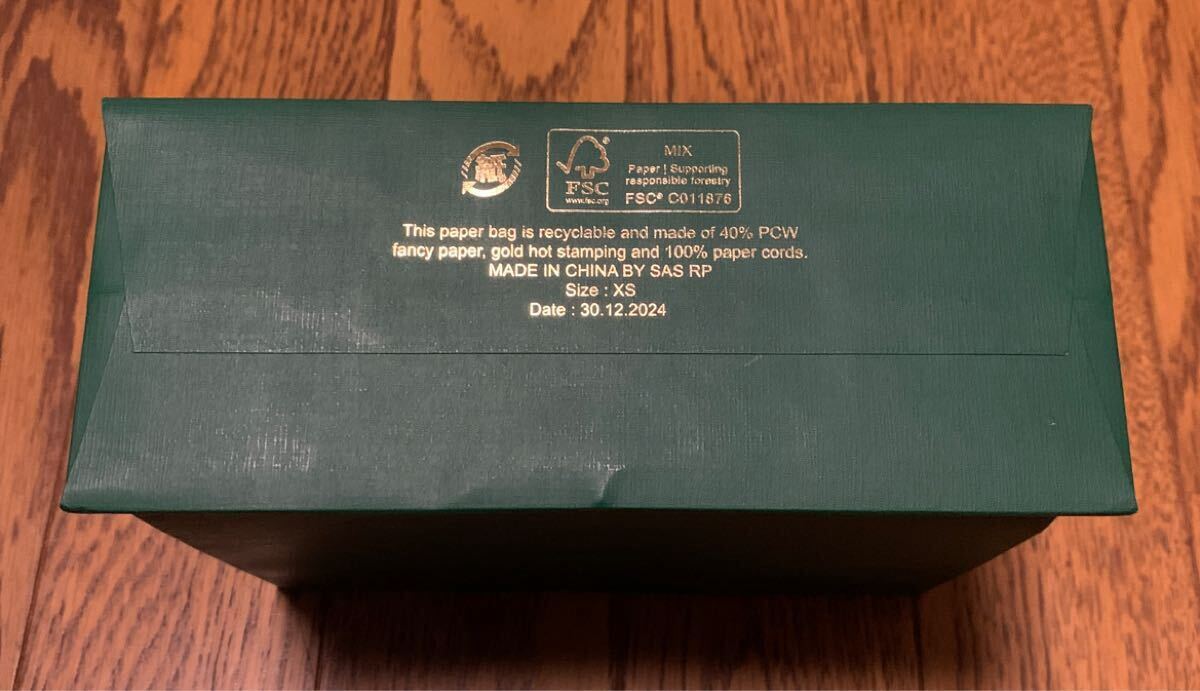 紙
FSC®
www.fsc.org
MIX
Paper | Supporting
responsible forestry
FSC® C011876
This paper bag is recyclable and made of 40% PCW
fancy paper, gold hot stamping and 100% paper cords.
MADE IN CHINA BY SAS RP
Size : XS
Date : 30.12.2024